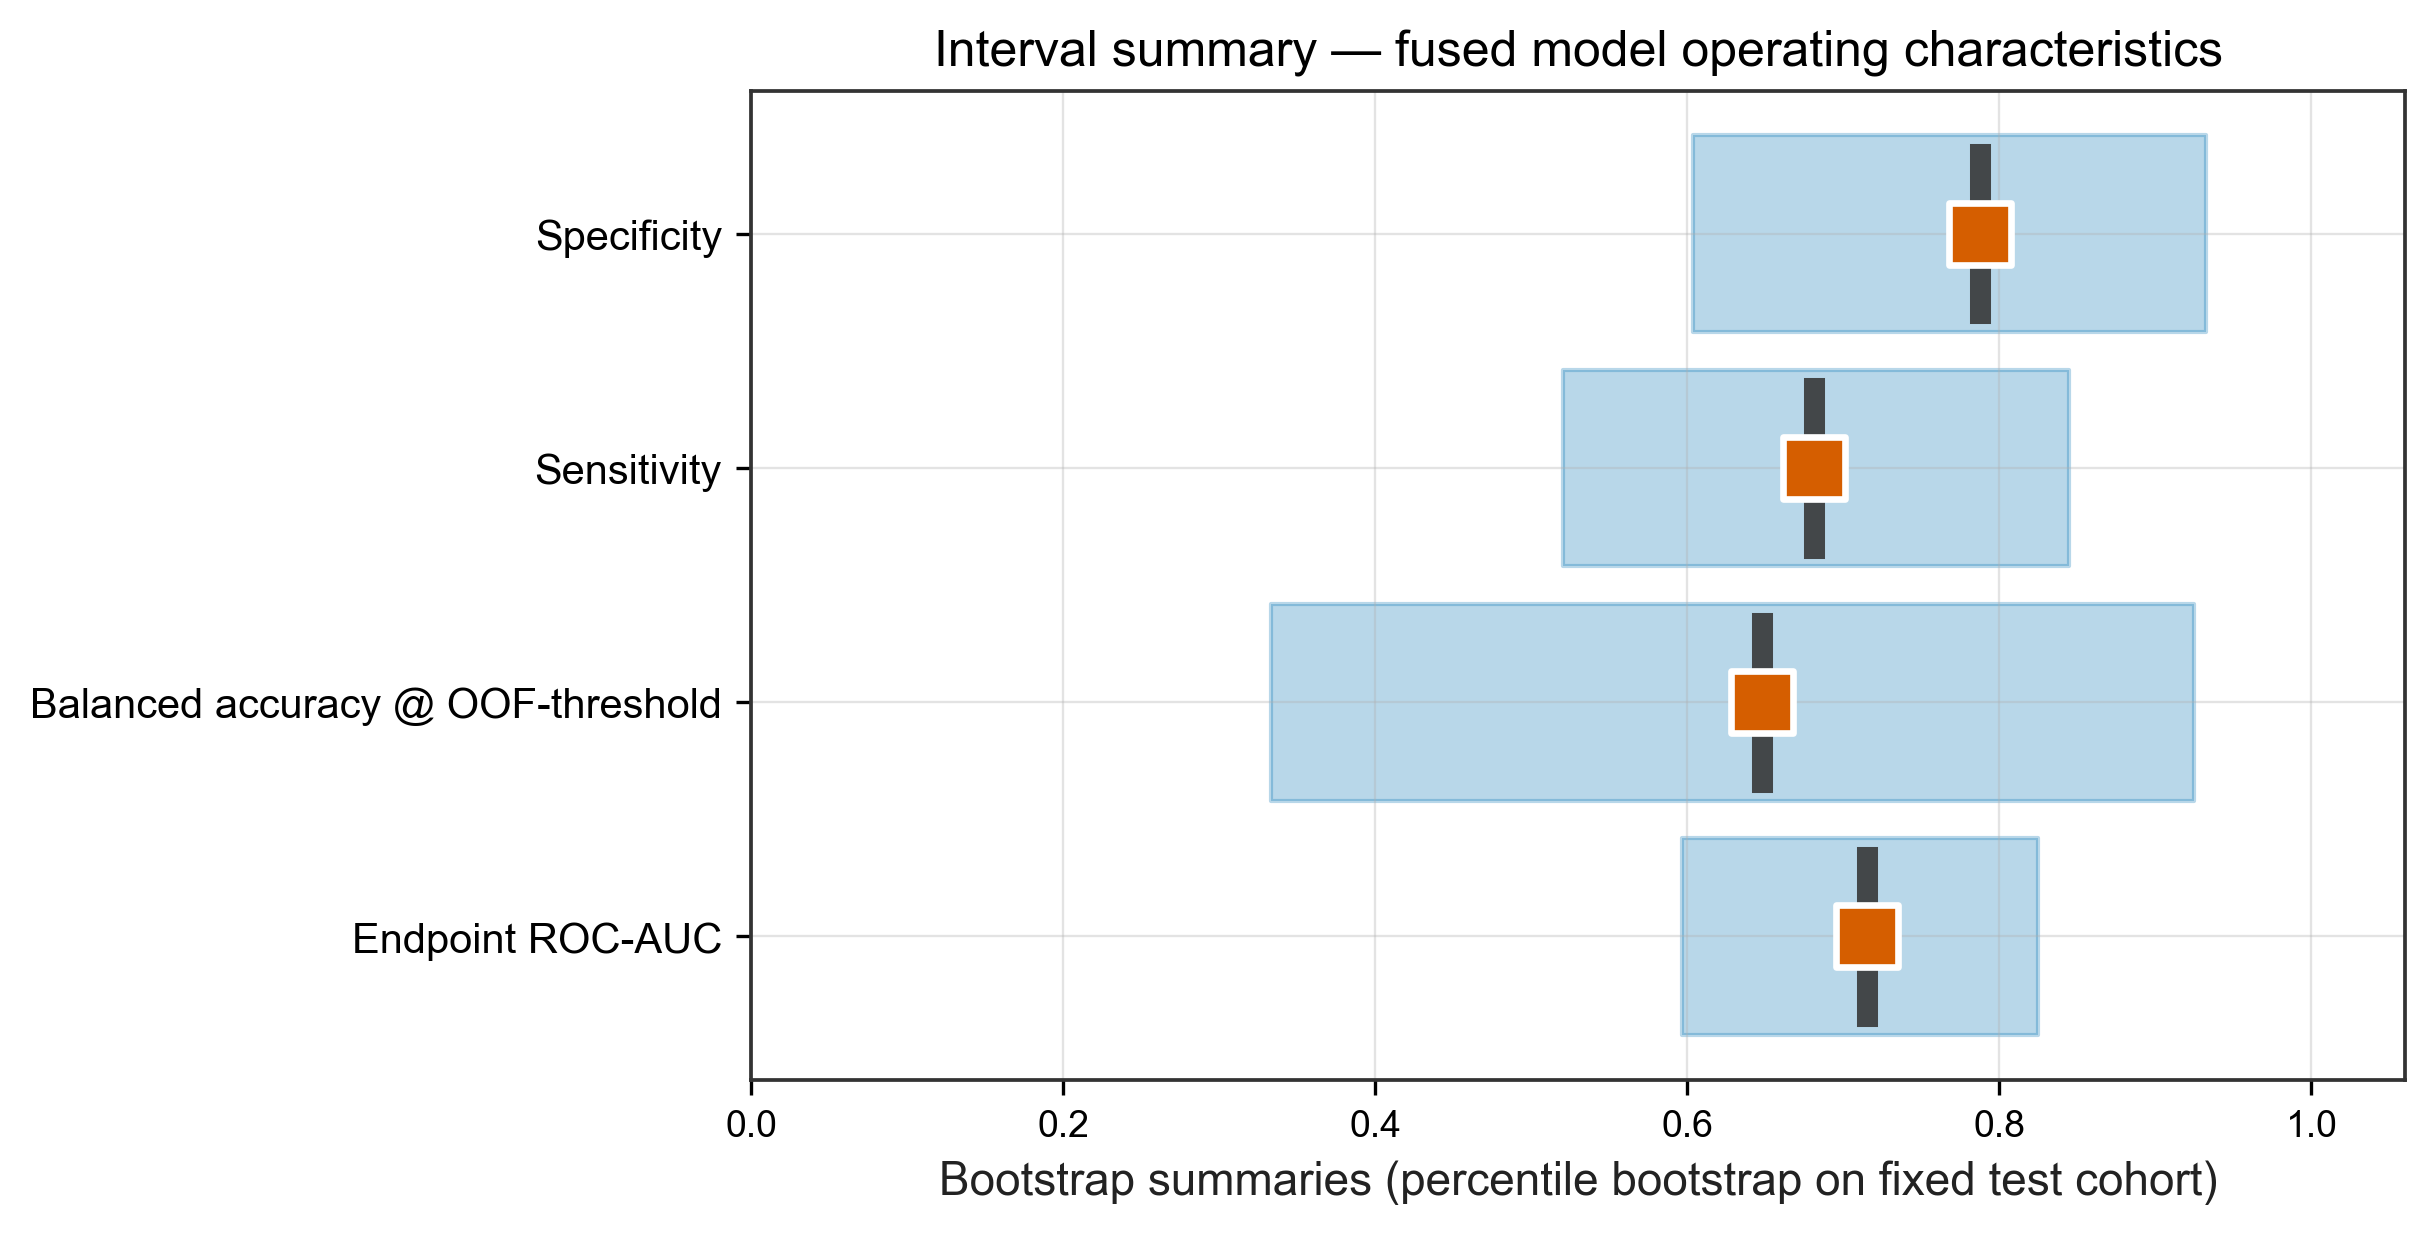 Interval summary — fused model operating characteristics
Specificity
Sensitivity
Balanced accuracy @ OOF-threshold
Endpoint ROC-AUC
0.0 0.2 0.4 0.6 0.8 1.0
Bootstrap summaries (percentile bootstrap on fixed test cohort)